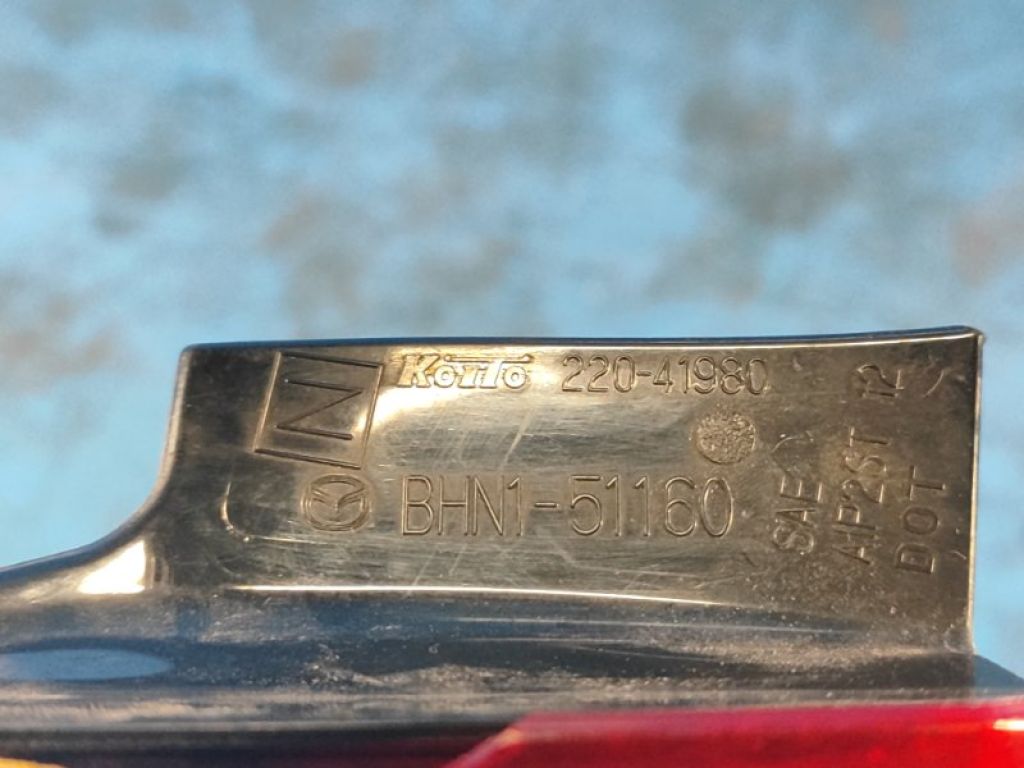 N
KOITO 220-41980
BHN1-51160
SAE
AIP2ST 12
DOT